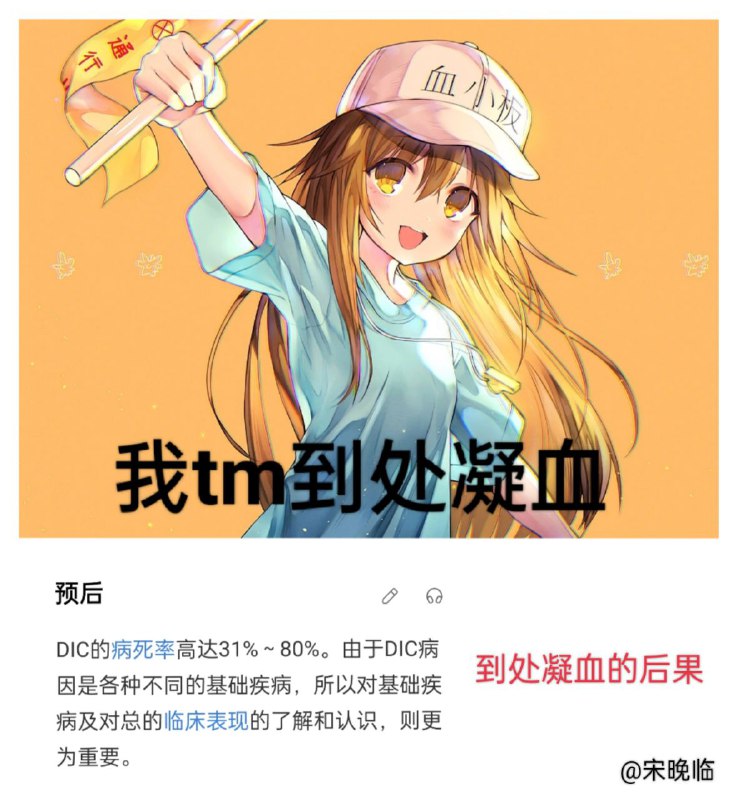 通行
血小板
我tm到处凝血
预后
DIC的病死率高达31%~80%。由于DIC病
因是各种不同的基础疾病，所以对基础疾
病及对总的临床表现的了解和认识，则更
为重要。
到处凝血的后果
@宋晚临